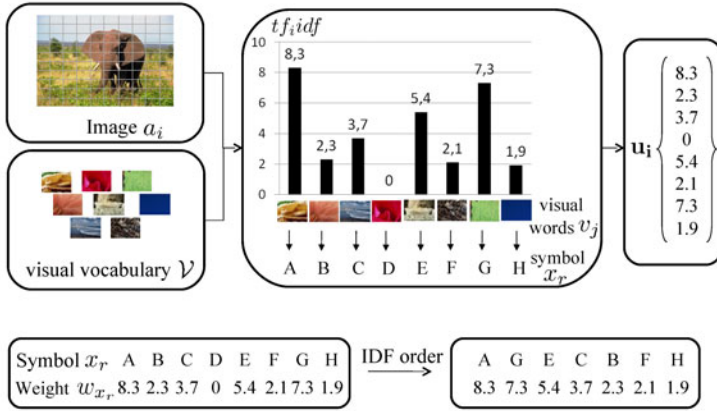 Image a_i
visual vocabulary 𝒱
tf_i idf
10
8
6
4
2
0
8,3
2,3
3,7
0
5,4
2,1
7,3
1,9
visual
words v_j
A B C D E F G H symbol
x_r
u_i
8.3
2.3
3.7
0
5.4
2.1
7.3
1.9
Symbol x_r A B C D E F G H
Weight w_{x_r} 8.3 2.3 3.7 0 5.4 2.1 7.3 1.9
IDF order
A G E C B F H
8.3 7.3 5.4 3.7 2.3 2.1 1.9